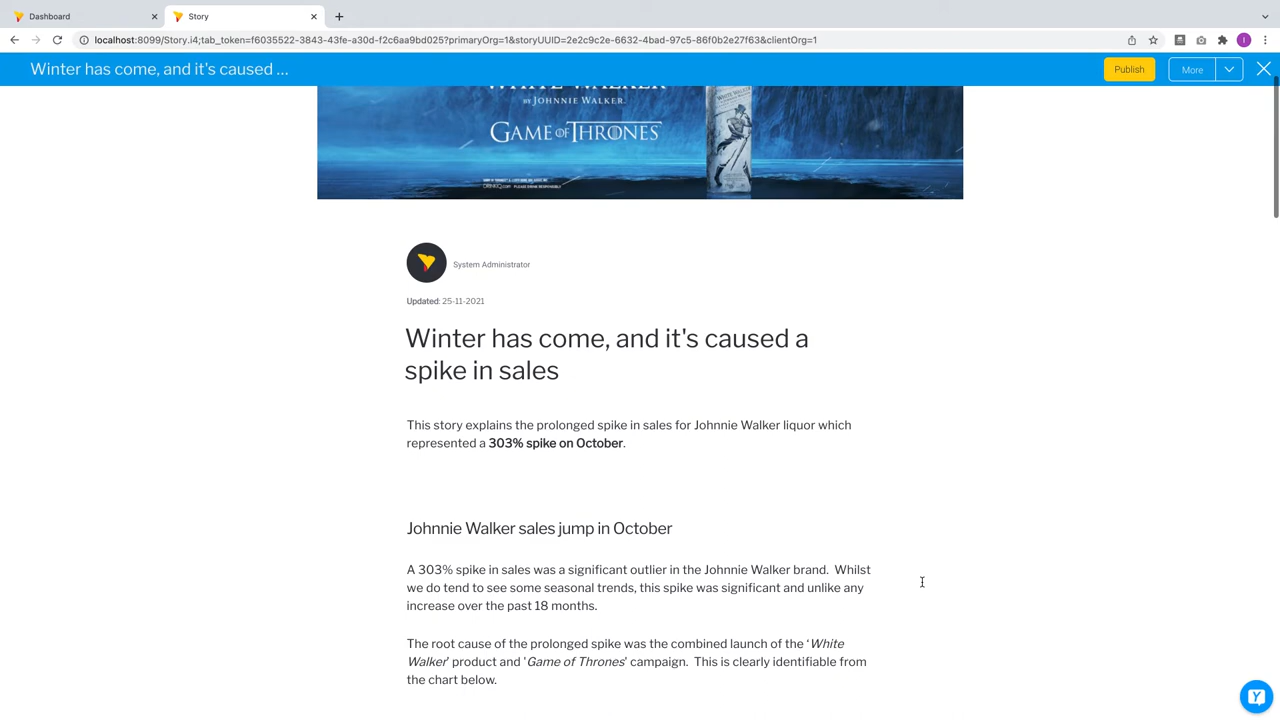 Dashboard
Story
localhost:8099/Story.i4;tab_token=f6035522-3843-43fe-a30d-f2c6aa9bd025?primaryOrg=1&storyUUID=2e2c9c2e-6632-4bad-97c5-86f0b2e27f63&clientOrg=1
Winter has come, and it's caused ...
Publish
More
WHITE WALKER
BY JOHNNIE WALKER.
GAME OF THRONES
System Administrator
Updated: 25-11-2021
Winter has come, and it's caused a
spike in sales
This story explains the prolonged spike in sales for Johnnie Walker liquor which
represented a 303% spike on October.
Johnnie Walker sales jump in October
A 303% spike in sales was a significant outlier in the Johnnie Walker brand.  Whilst
we do tend to see some seasonal trends, this spike was significant and unlike any
increase over the past 18 months.
The root cause of the prolonged spike was the combined launch of the ‘White
Walker’ product and 'Game of Thrones' campaign.  This is clearly identifiable from
the chart below.